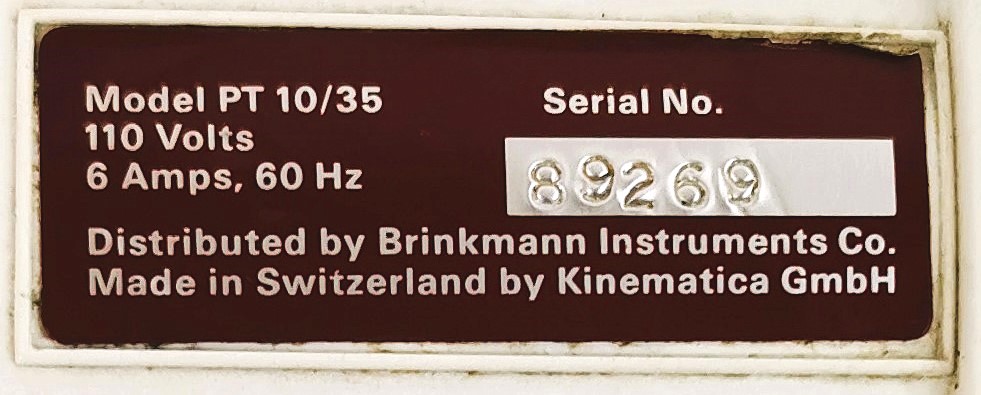 Model PT 10/35
110 Volts
6 Amps, 60 Hz
Serial No.
89269
Distributed by Brinkmann Instruments Co.
Made in Switzerland by Kinematica GmbH